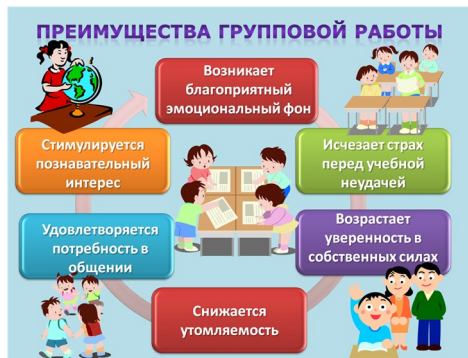 ПРЕИМУЩЕСТВА ГРУППОВОЙ РАБОТЫ
Возникает
благоприятный
эмоциональный фон
Исчезает страх
перед учебной
неудачей
Возрастает
уверенность в
собственных силах
Снижается
утомляемость
Удовлетворяется
потребность в
общении
Стимулируется
познавательный
интерес